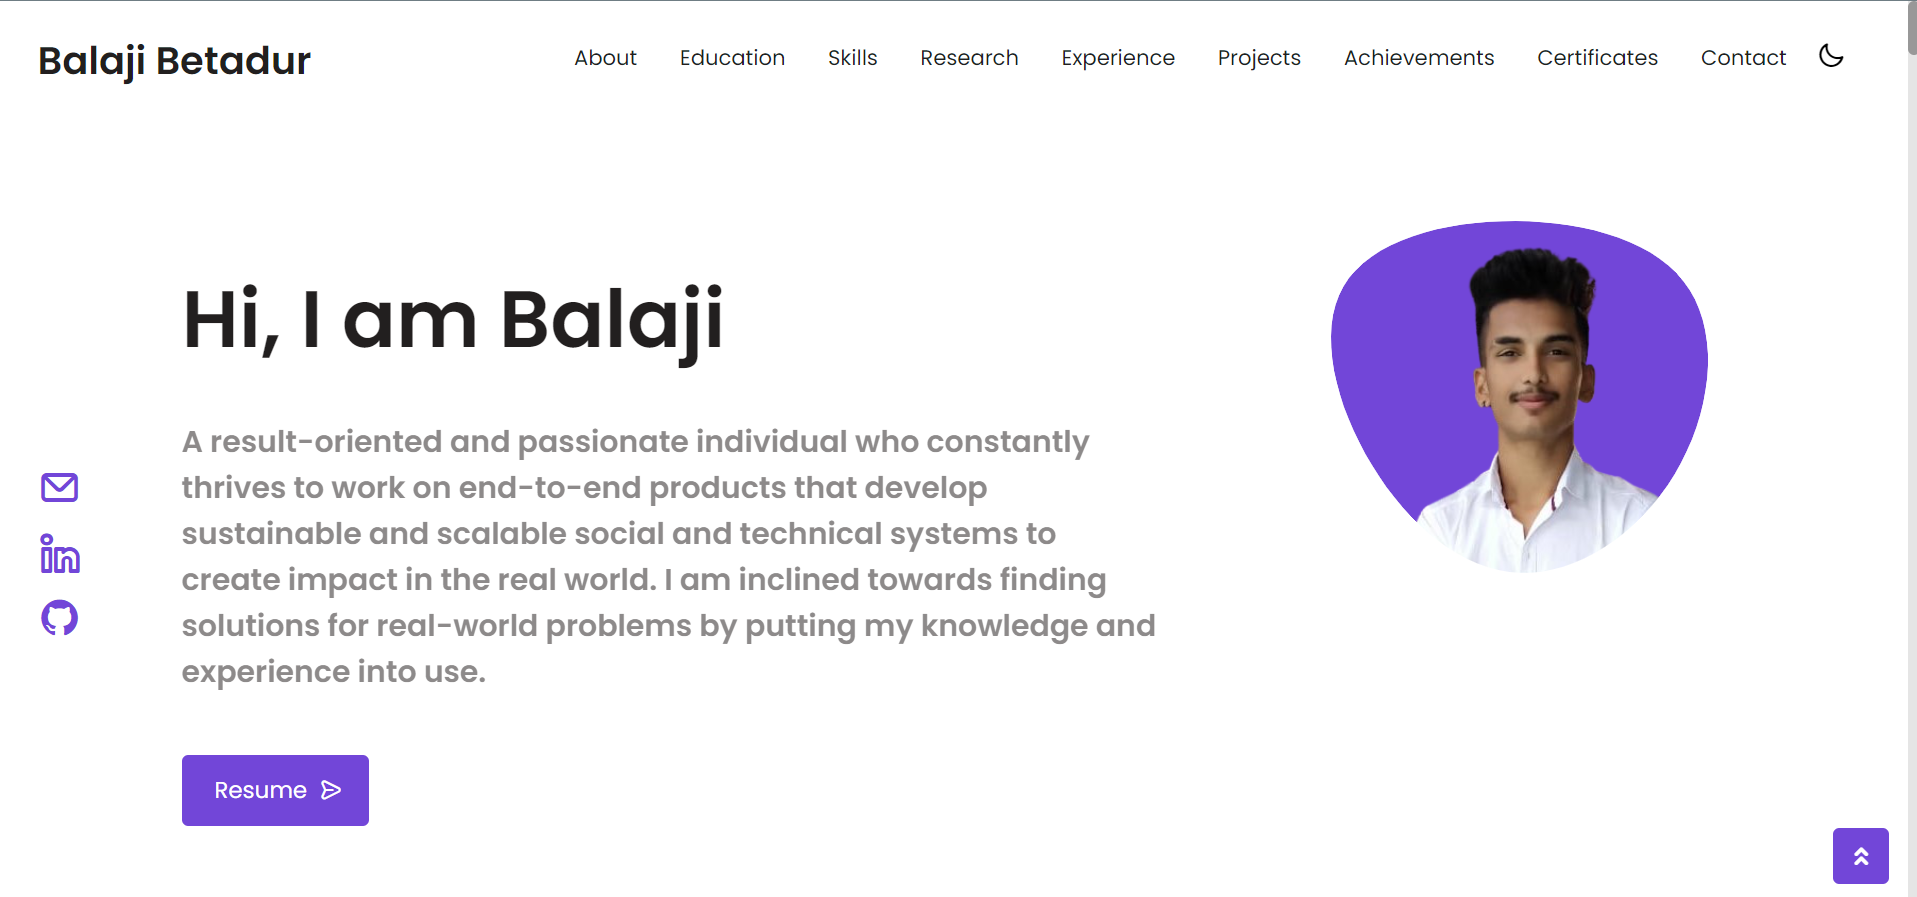 Balaji Betadur
About Education Skills Research Experience Projects Achievements Certificates Contact
Hi, I am Balaji
A result-oriented and passionate individual who constantly
thrives to work on end-to-end products that develop
sustainable and scalable social and technical systems to
create impact in the real world. I am inclined towards finding
solutions for real-world problems by putting my knowledge and
experience into use.
in
Resume